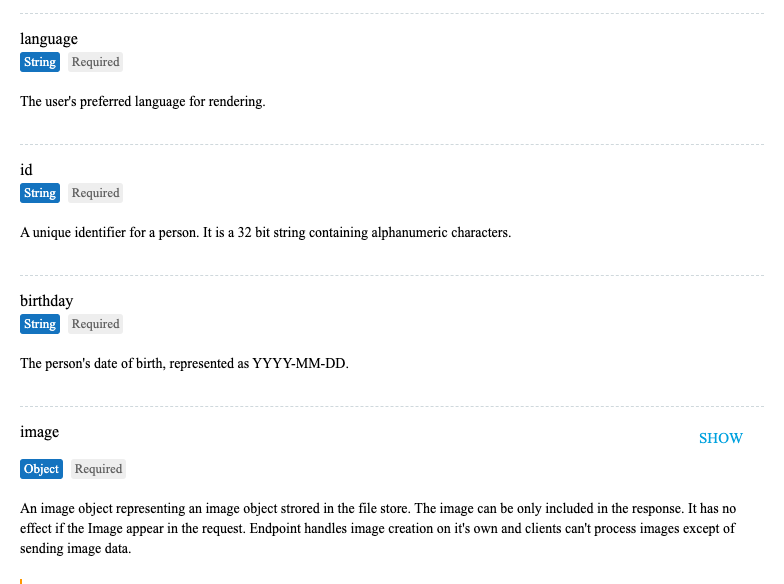 language
String Required
The user's preferred language for rendering.
id
String Required
A unique identifier for a person. It is a 32 bit string containing alphanumeric characters.
birthday
String Required
The person's date of birth, represented as YYYY-MM-DD.
image
SHOW
Object Required
An image object representing an image object strored in the file store. The image can be only included in the response. It has no
effect if the Image appear in the request. Endpoint handles image creation on it's own and clients can't process images except of
sending image data.